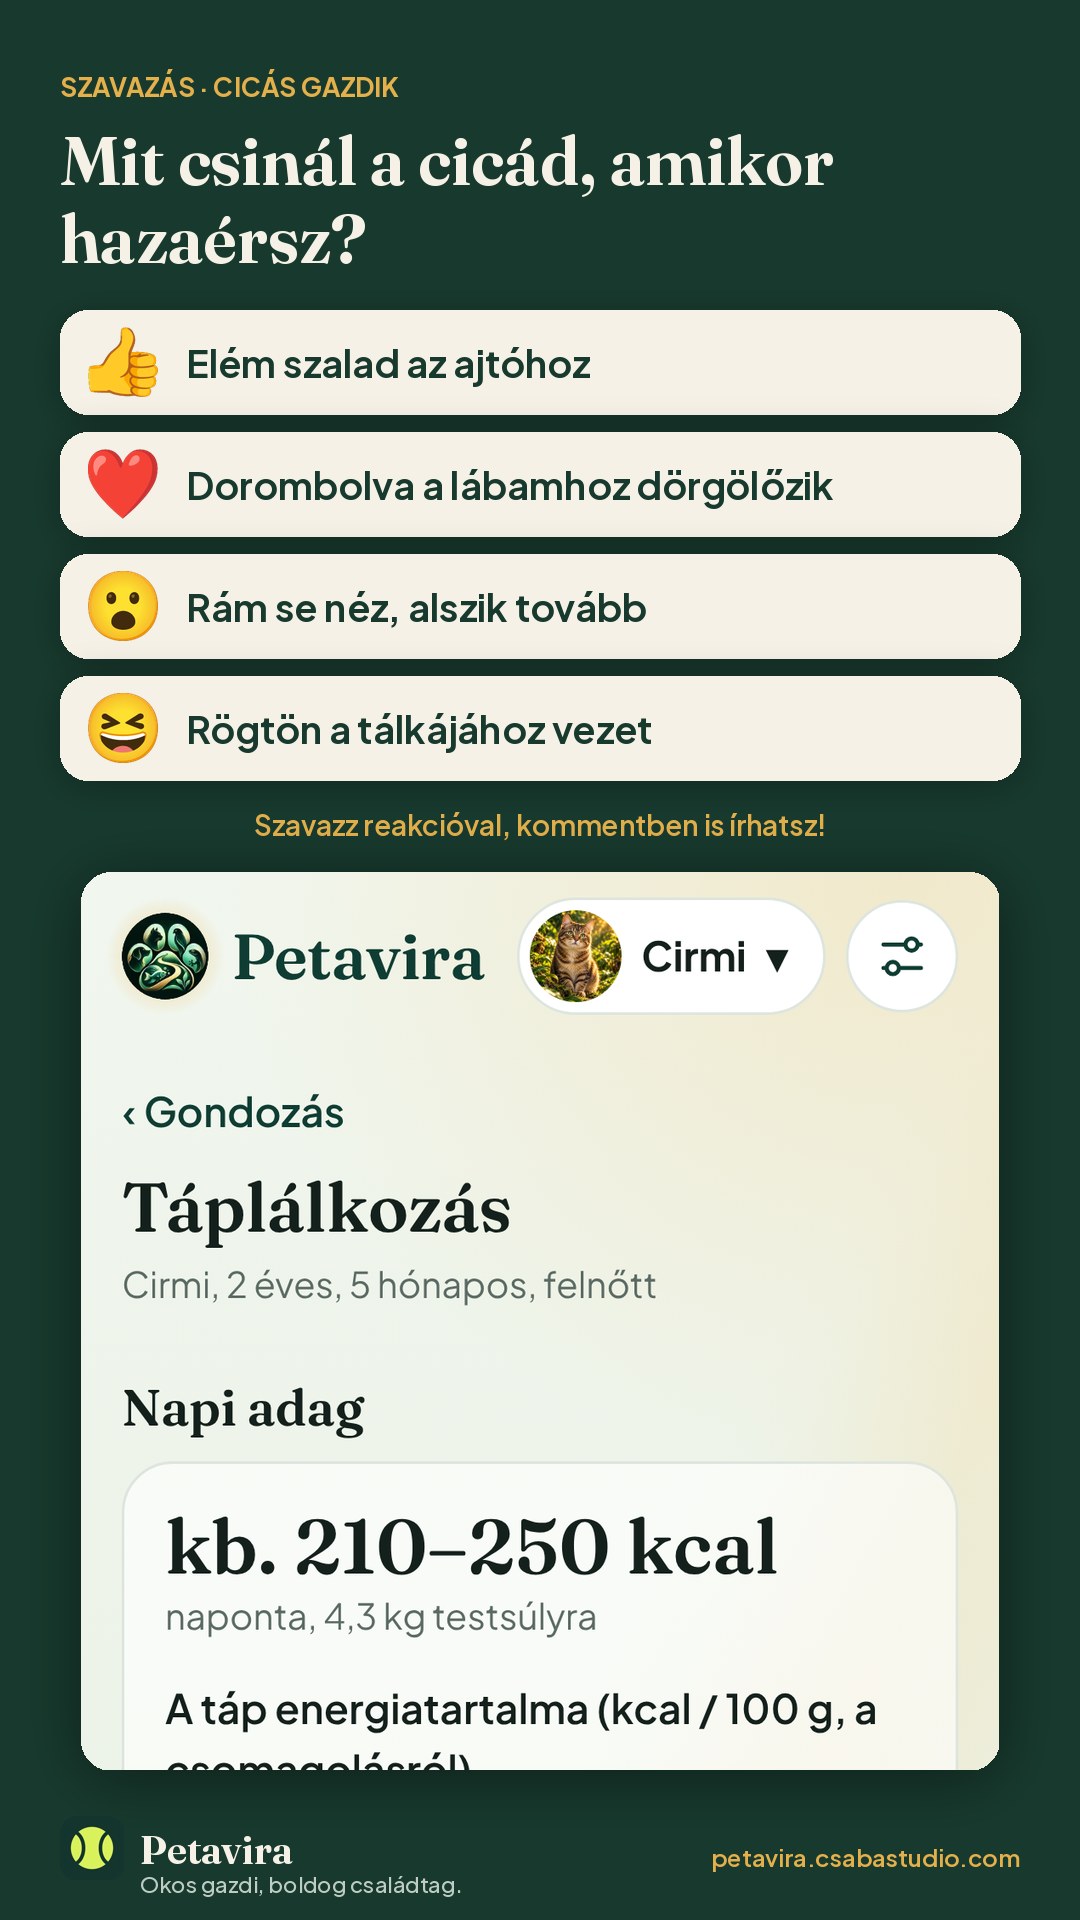 SZAVAZÁS · CICÁS GAZDIK
Mit csinál a cicád, amikor
hazaérsz?
Elém szalad az ajtóhoz
Dorombolva a lábamhoz dörgölőzik
Rám se néz, alszik tovább
Rögtön a tálkájához vezet
Szavazz reakcióval, kommentben is írhatsz!
Petavira
Cirmi ▼
‹ Gondozás
Táplálkozás
Cirmi, 2 éves, 5 hónapos, felnőtt
Napi adag
kb. 210–250 kcal
naponta, 4,3 kg testsúlyra
A táp energiatartalma (kcal / 100 g, a
csomagolásról)
Petavira
Okos gazdi, boldog családtag.
petavira.csabastudio.com